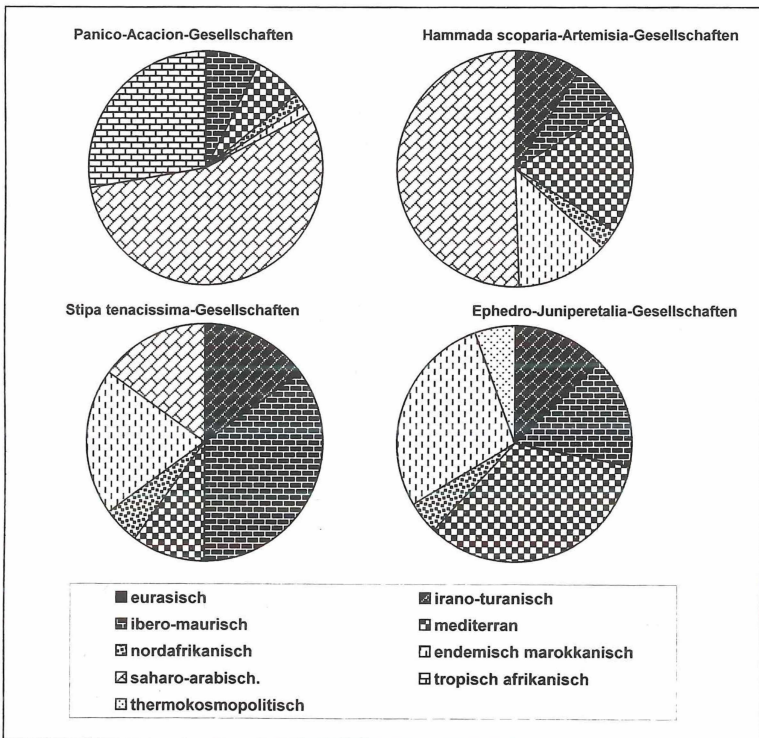 Panico-Acacion-Gesellschaften
Hammada scoparia-Artemisia-Gesellschaften
Stipa tenacissima-Gesellschaften
Ephedro-Juniperetalia-Gesellschaften
eurasisch
irano-turanisch
ibero-maurisch
mediterran
nordafrikanisch
endemisch marokkanisch
saharo-arabisch.
tropisch afrikanisch
thermokosmopolitisch